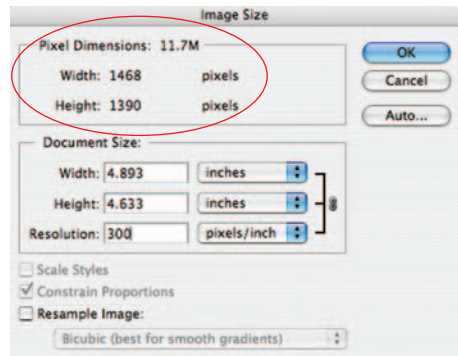 Image Size
Pixel Dimensions: 11.7M
Width: 1468 pixels
Height: 1390 pixels
OK
Cancel
Auto...
Document Size:
Width: 4.893 inches
Height: 4.633 inches
Resolution: 300 pixels/inch
Scale Styles
Constrain Proportions
Resample Image:
Bicubic (best for smooth gradients)